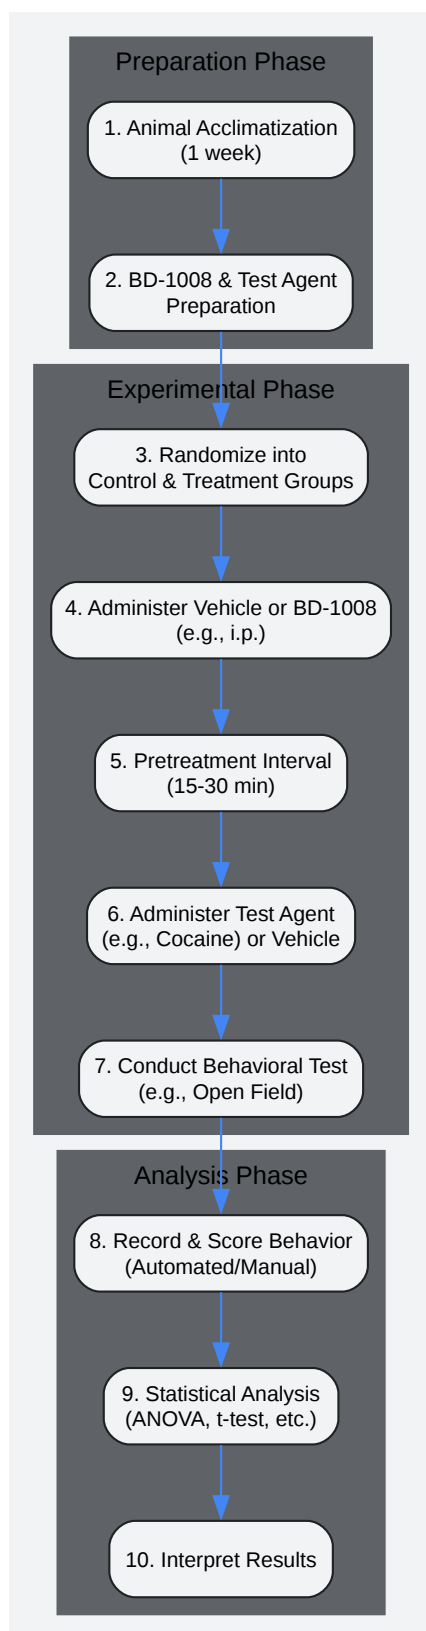 Preparation Phase
1. Animal Acclimatization
(1 week)
2. BD-1008 & Test Agent
Preparation
Experimental Phase
3. Randomize into
Control & Treatment Groups
4. Administer Vehicle or BD-1008
(e.g., i.p.)
5. Pretreatment Interval
(15-30 min)
6. Administer Test Agent
(e.g., Cocaine) or Vehicle
7. Conduct Behavioral Test
(e.g., Open Field)
Analysis Phase
8. Record & Score Behavior
(Automated/Manual)
9. Statistical Analysis
(ANOVA, t-test, etc.)
10. Interpret Results